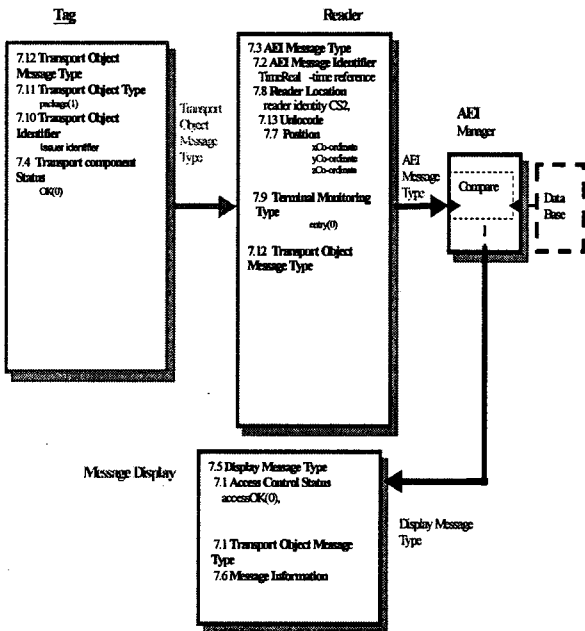 Tag
7.12 Transport Object
Message Type
7.11 Transport Object Type
package(1)
7.10 Transport Object
Identifier
Issuer identifier
7.4 Transport component
Status
OK(0)
Transport
Object
Message
Type
Reader
7.3 AEI Message Type
7.2 AEI Message Identifier
TimeReal -time reference
7.8 Reader Location
reader identity CS2,
7.13 Unlocode
7.7 Position
xCo-ordinate
yCo-ordinate
zCo-ordinate
7.9 Terminal Monitoring
Type
entry(0)
7.12 Transport Object
Message Type
AEI
Message
Type
AEI
Manager
Compare
Data
Base
Message Display
7.5 Display Message Type
7.1 Access Control Status
accessOK(0),
7.1 Transport Object Message
Type
7.6 Message Information
Display Message
Type